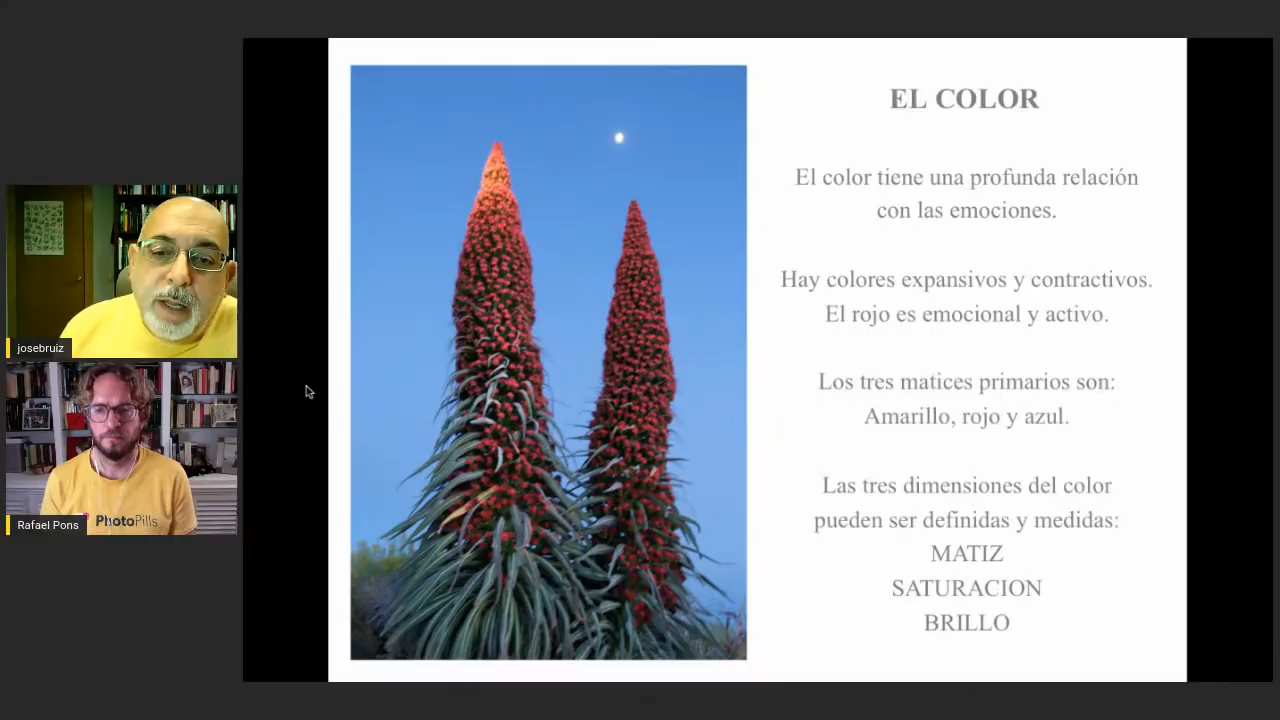 EL COLOR
El color tiene una profunda relación
con las emociones.
Hay colores expansivos y contractivos.
El rojo es emocional y activo.
Los tres matices primarios son:
Amarillo, rojo y azul.
Las tres dimensiones del color
pueden ser definidas y medidas:
MATIZ
SATURACION
BRILLO
josebruiz
PhotoPills
Rafael Pons